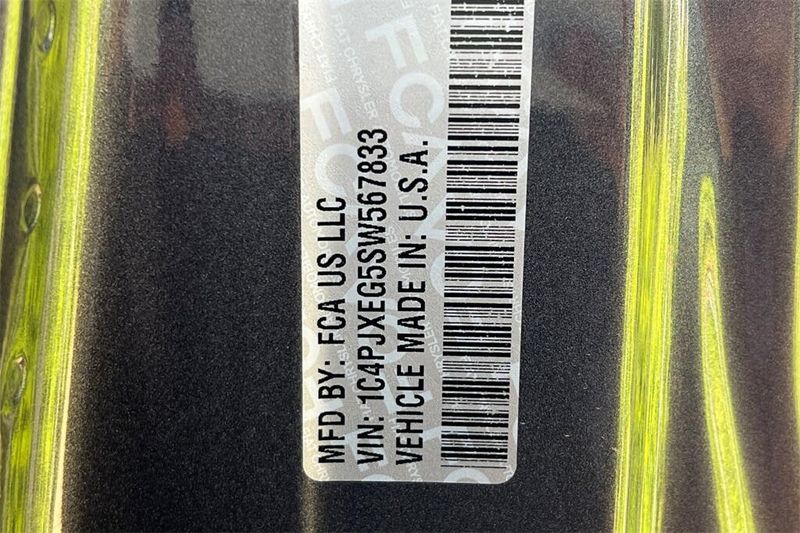 MFD BY: FCA US LLC
VIN: 1C4PJXEG5SW567833
VEHICLE MADE IN: U.S.A.